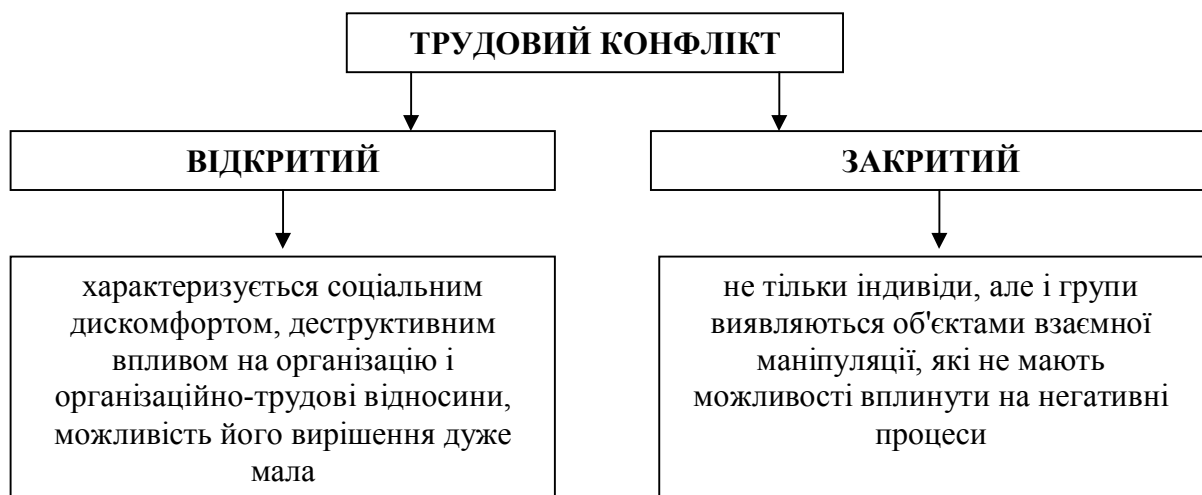 ТРУДОВИЙ КОНФЛІКТ
ВІДКРИТИЙ
ЗАКРИТИЙ
характеризується соціальним
дискомфортом, деструктивним
впливом на організацію і
організаційно-трудові відносини,
можливість його вирішення дуже
мала
не тільки індивіди, але і групи
виявляються об'єктами взаємної
маніпуляції, які не мають
можливості вплинути на негативні
процеси